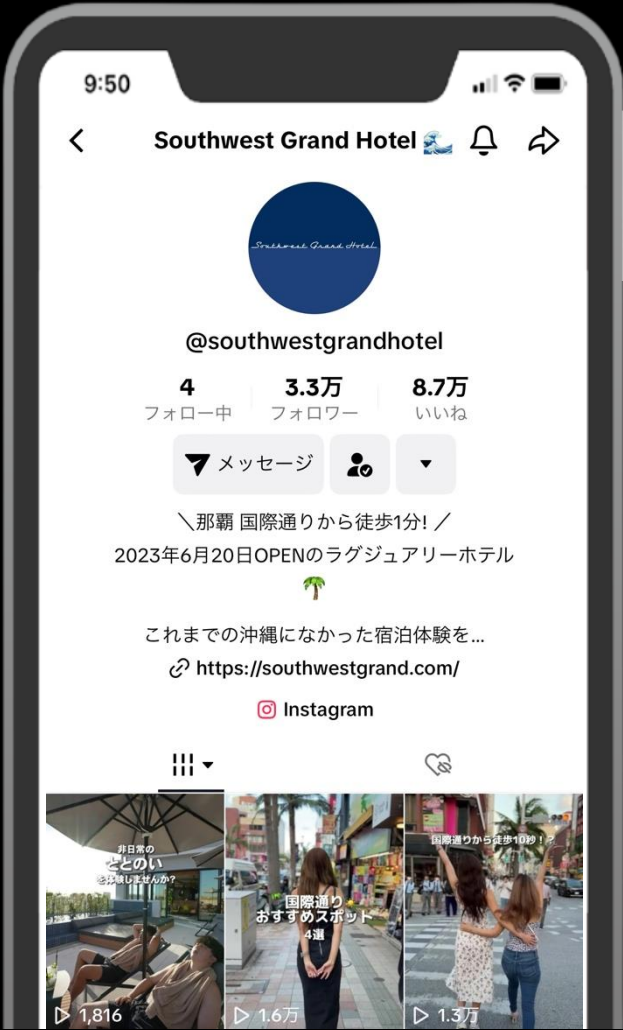 9:50
Southwest Grand Hotel 🌊
Southwest Grand Hotel
@southwestgrandhotel
4
フォロー中
3.3万
フォロワー
8.7万
いいね
メッセージ
＼那覇 国際通りから徒歩1分! ／
2023年6月20日OPENのラグジュアリーホテル
🌴
これまでの沖縄になかった宿泊体験を...
https://southwestgrand.com/
Instagram
非日常の
ととのい
を体験しませんか?
1,816
国際通り
おすすめスポット
4選
1.6万
国際通りから徒歩10秒！？
1.3万